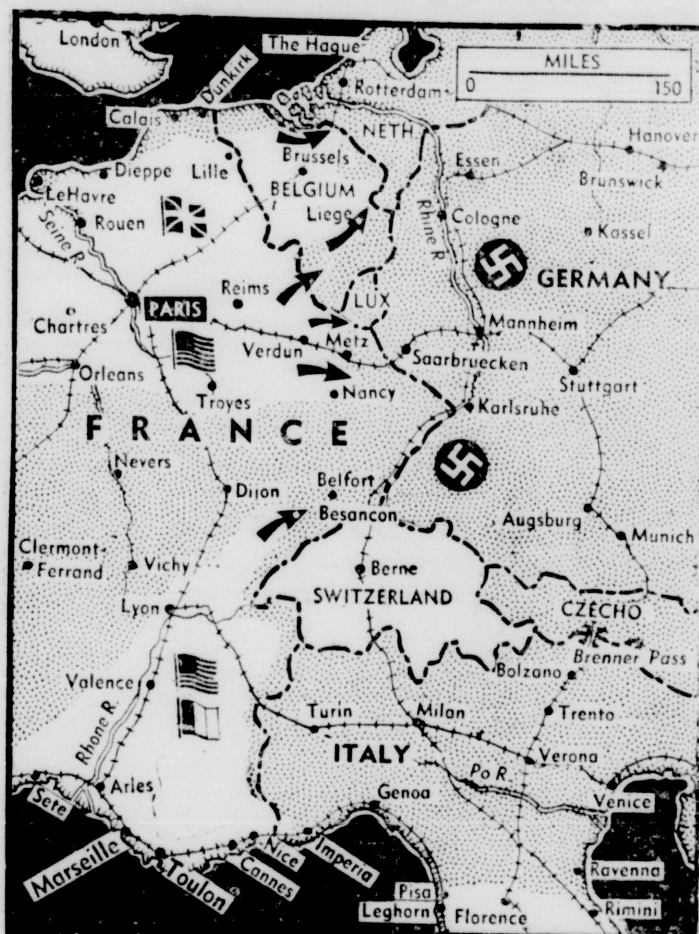 London
The Hague
MILES
0 150
Rotterdam
Dunkirk
Calais
NETH.
Hanover
Dieppe
Lille
Brussels
Essen
Brunswick
BELGIUM
LeHavre
Liege
Cologne
Rouen
Seine R.
Rhine R.
Kassel
GERMANY
Reims
LUX
PARIS
Chartres
Mannheim
Verdun
Metz
Saarbruecken
Orleans
Stuttgart
Troyes
Nancy
Karlsruhe
FRANCE
Nevers
Belfort
Dijon
Besancon
Augsburg
Munich
Clermont-
Ferrand
Vichy
Berne
SWITZERLAND
CZECHO
Lyon
Brenner Pass
Bolzano
Valence
Rhone R.
Turin
Milan
Trento
ITALY
Verona
Po R.
Arles
Sete
Genoa
Venice
Marseille
Toulon
Cannes
Nice
Imperia
Ravenna
Pisa
Leghorn
Florence
Rimini